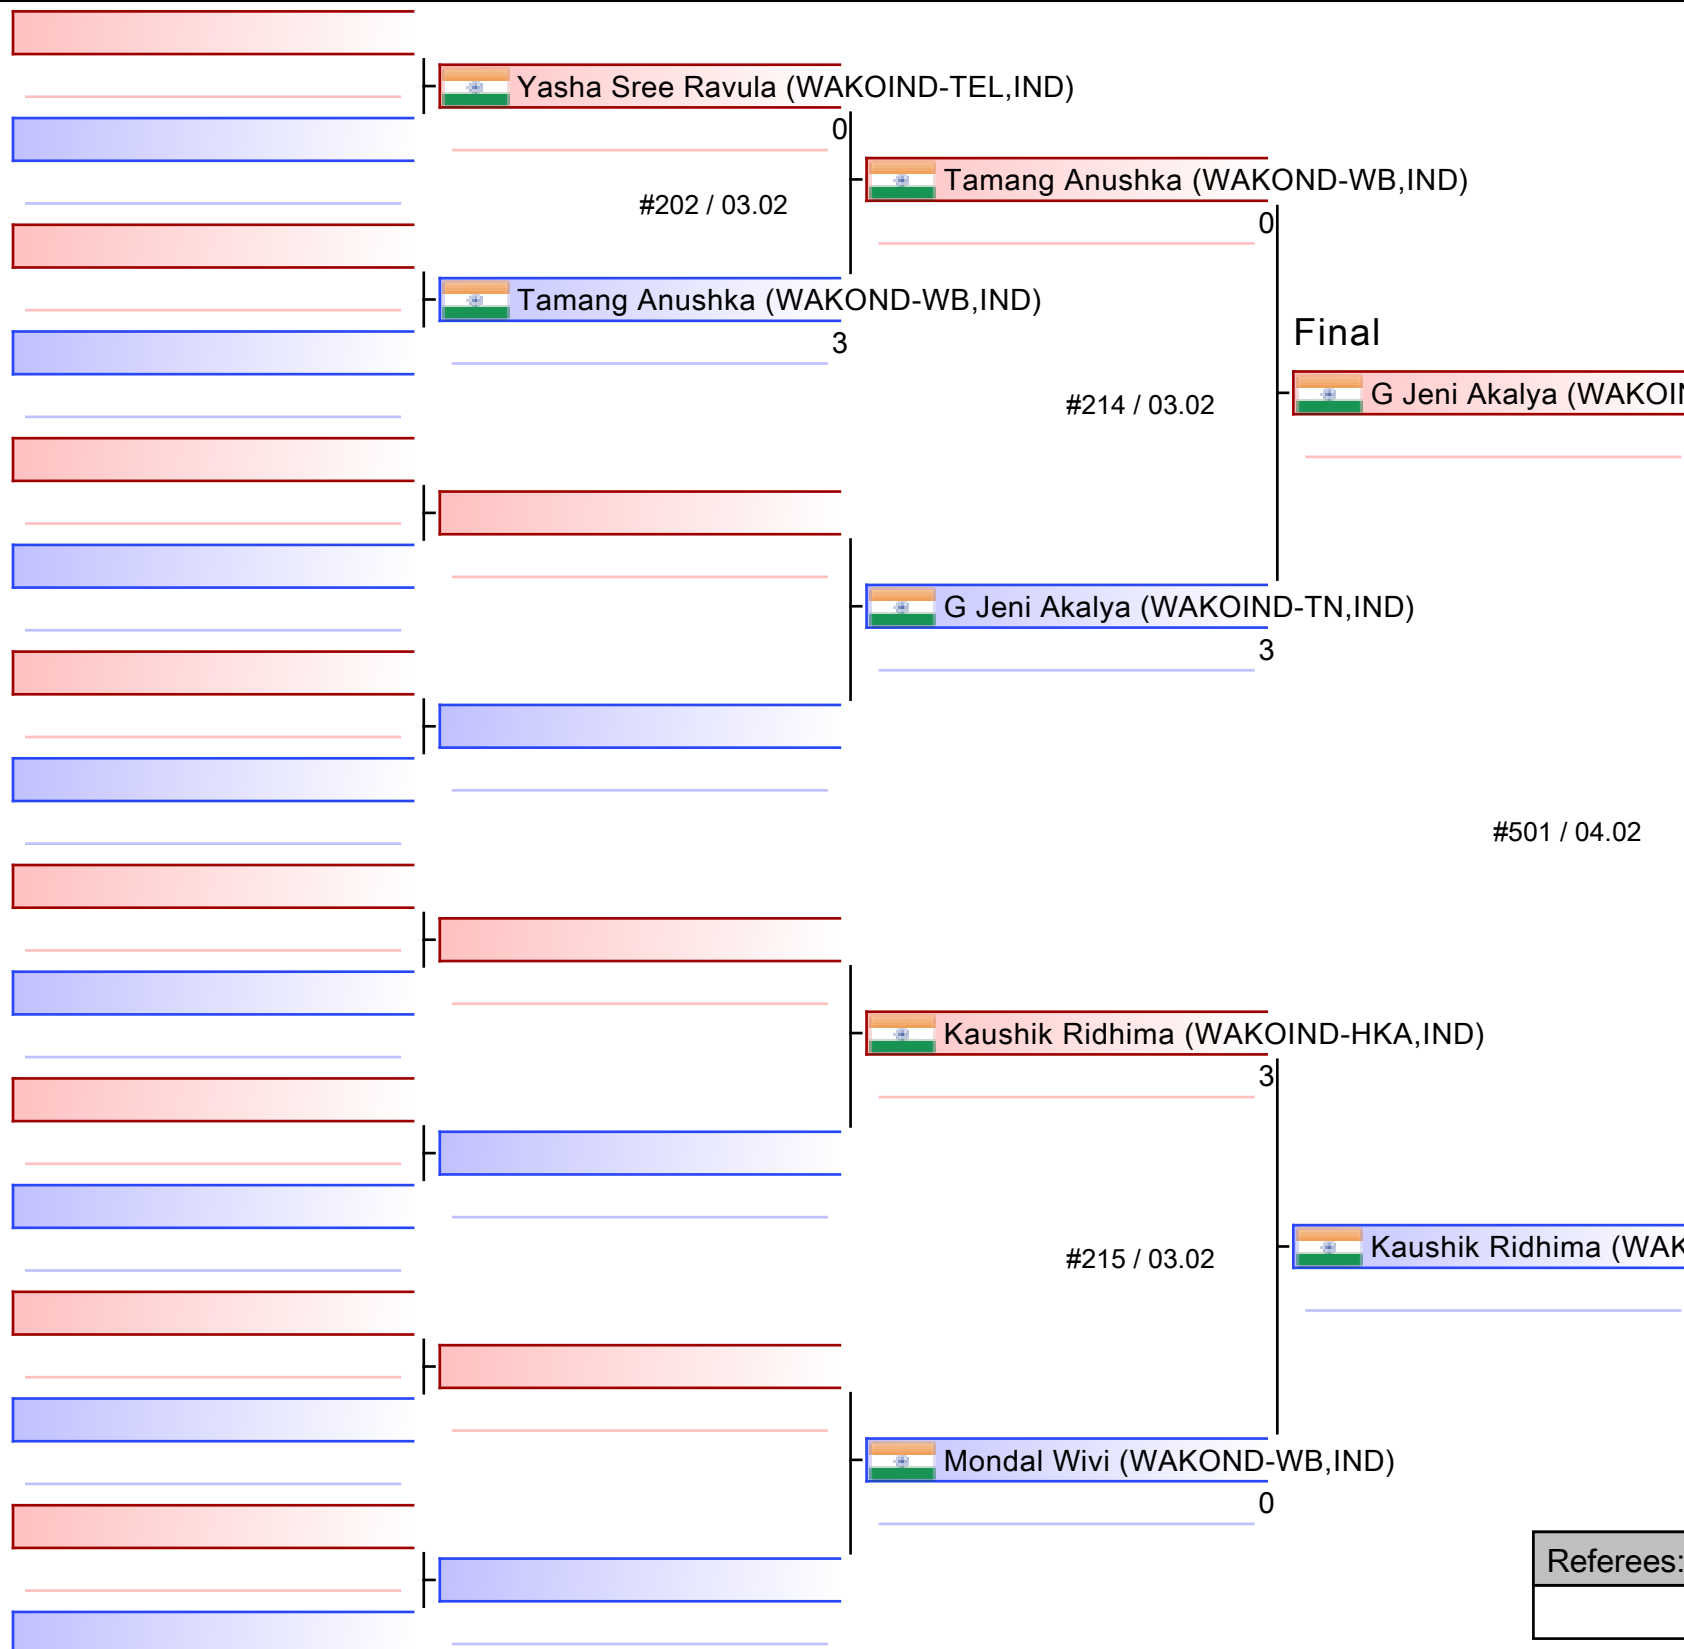 Yasha Sree Ravula (WAKOIND-TEL,IND)
0
Tamang Anushka (WAKOND-WB,IND)
#202 / 03.02
0
Tamang Anushka (WAKOND-WB,IND)
3
Final
G Jeni Akalya (WAKOIN
#214 / 03.02
G Jeni Akalya (WAKOIND-TN,IND)
3
#501 / 04.02
Kaushik Ridhima (WAKOIND-HKA,IND)
3
Kaushik Ridhima (WAK
#215 / 03.02
Mondal Wivi (WAKOND-WB,IND)
0
Referees: